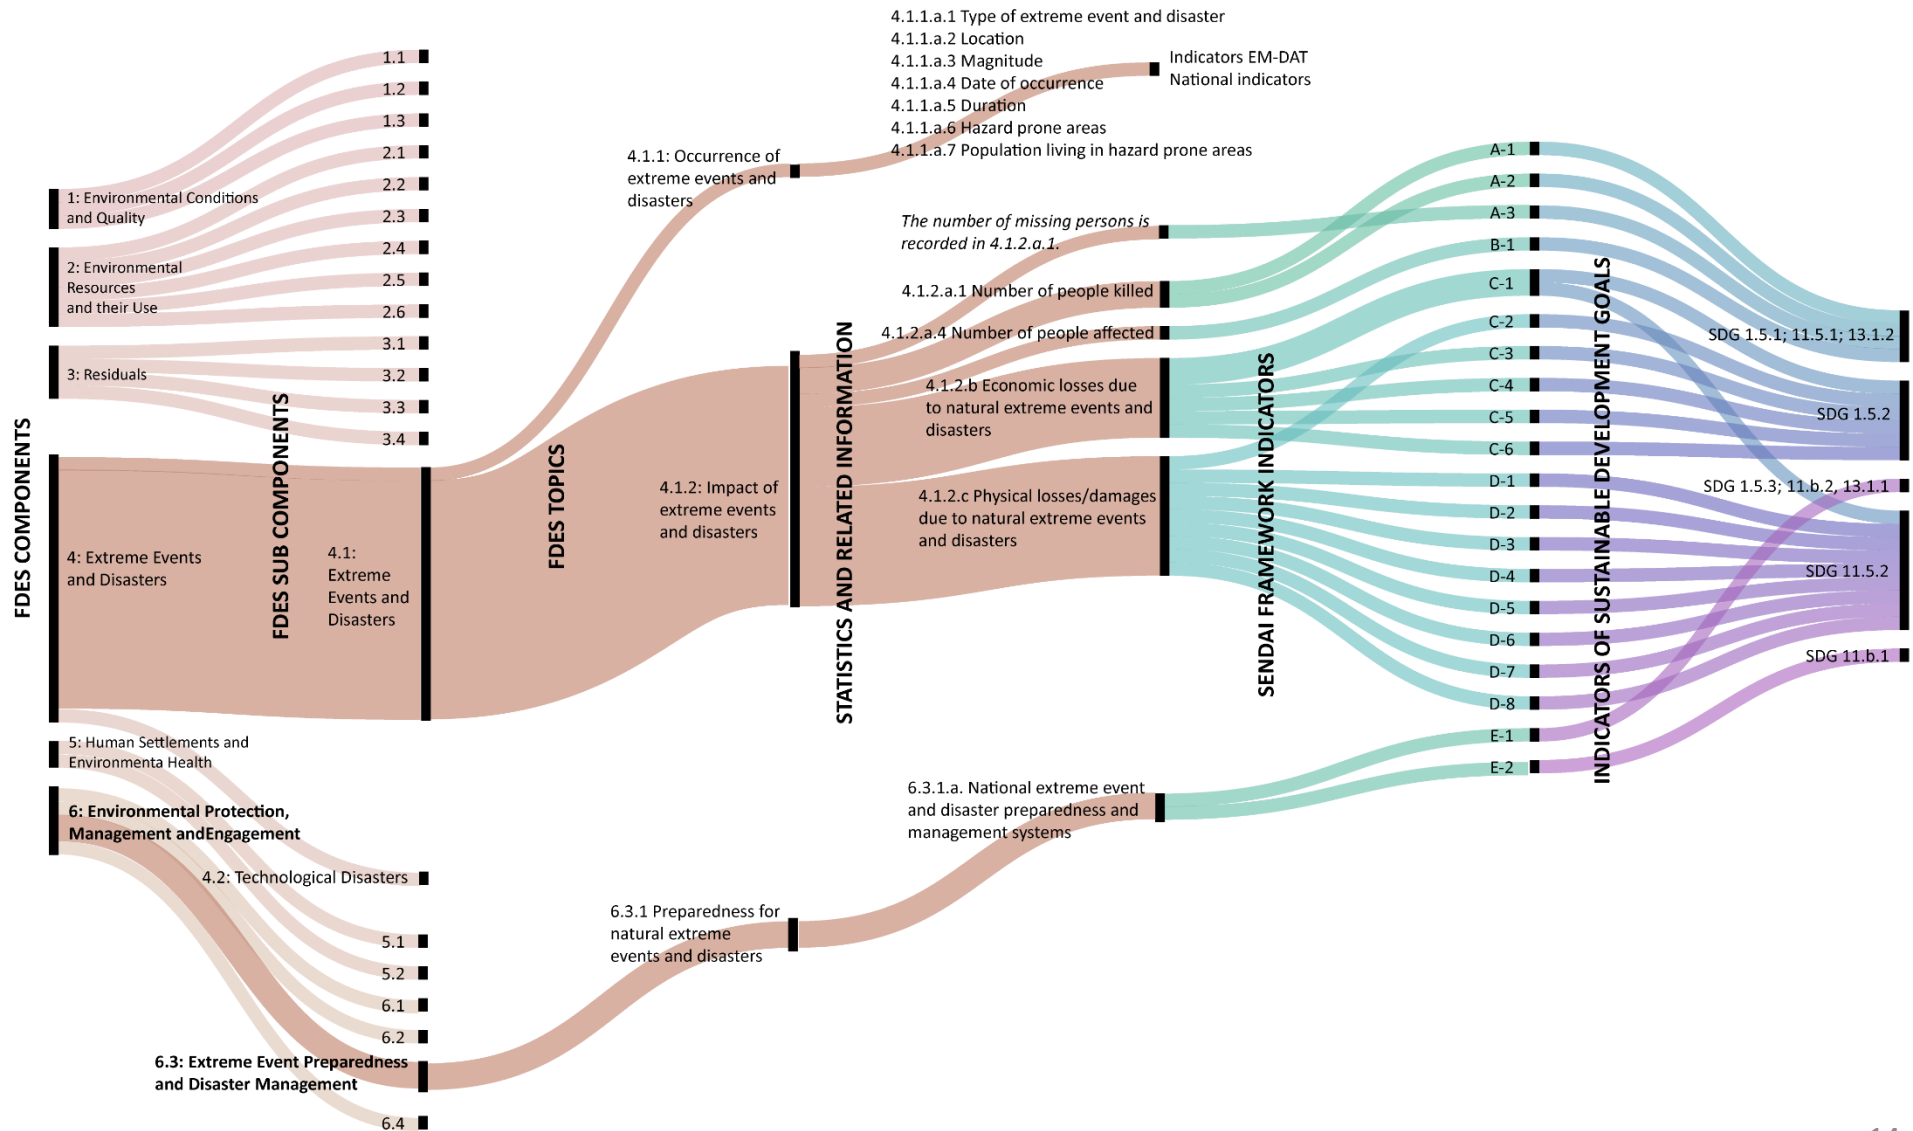 FDES COMPONENTS
1: Environmental Conditions
and Quality
2: Environmental
Resources
and their Use
3: Residuals
4: Extreme Events
and Disasters
5: Human Settlements and
Environmenta Health
6: Environmental Protection,
Management andEngagement
FDES SUB COMPONENTS
1.1
1.2
1.3
2.1
2.2
2.3
2.4
2.5
2.6
3.1
3.2
3.3
3.4
4.1:
Extreme
Events and
Disasters
4.2: Technological Disasters
5.1
5.2
6.1
6.2
6.3: Extreme Event Preparedness
and Disaster Management
6.4
FDES TOPICS
4.1.1: Occurrence of
extreme events and
disasters
4.1.2: Impact of
extreme events
and disasters
6.3.1 Preparedness for
natural extreme
events and disasters
STATISTICS AND RELATED INFORMATION
4.1.1.a.1 Type of extreme event and disaster
4.1.1.a.2 Location
4.1.1.a.3 Magnitude
4.1.1.a.4 Date of occurrence
4.1.1.a.5 Duration
4.1.1.a.6 Hazard prone areas
4.1.1.a.7 Population living in hazard prone areas
Indicators EM-DAT
National indicators
The number of missing persons is
recorded in 4.1.2.a.1.
4.1.2.a.1 Number of people killed
4.1.2.a.4 Number of people affected
4.1.2.b Economic losses due
to natural extreme events and
disasters
4.1.2.c Physical losses/damages
due to natural extreme events
and disasters
6.3.1.a. National extreme event
and disaster preparedness and
management systems
SENDAI FRAMEWORK INDICATORS
A-1
A-2
A-3
B-1
C-1
C-2
C-3
C-4
C-5
C-6
D-1
D-2
D-3
D-4
D-5
D-6
D-7
D-8
E-1
E-2
INDICATORS OF SUSTAINABLE DEVELOPMENT GOALS
SDG 1.5.1; 11.5.1; 13.1.2
SDG 1.5.2
SDG 1.5.3; 11.b.2, 13.1.1
SDG 11.5.2
SDG 11.b.1